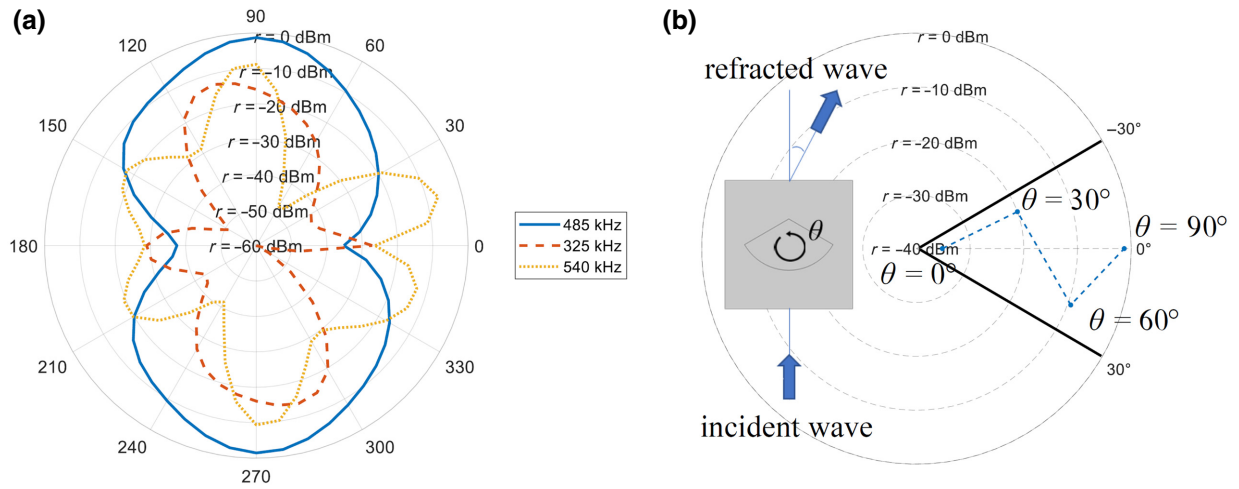 (a)
90
120
60
150
30
180
0
210
330
240
300
270
r = 0 dBm
r = –10 dBm
r = –20 dBm
r = –30 dBm
r = –40 dBm
r = –50 dBm
r = –60 dBm
485 kHz
325 kHz
540 kHz
(b)
refracted wave
θ
incident wave
r = 0 dBm
r = –10 dBm
r = –20 dBm
r = –30 dBm
r = –40 dBm
–30°
θ = 30°
θ = 90°
0°
θ = 0°
θ = 60°
30°